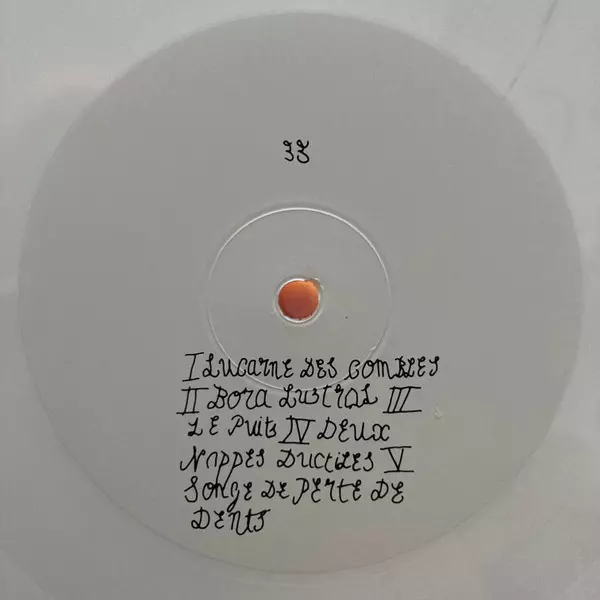 33
I LUCARNE DES COMBLES
II BORA LUSTRAL III
LE PUITS IV DEUX
NAPPES DUCTILES V
SONGE DE PERTE DE
DENTS